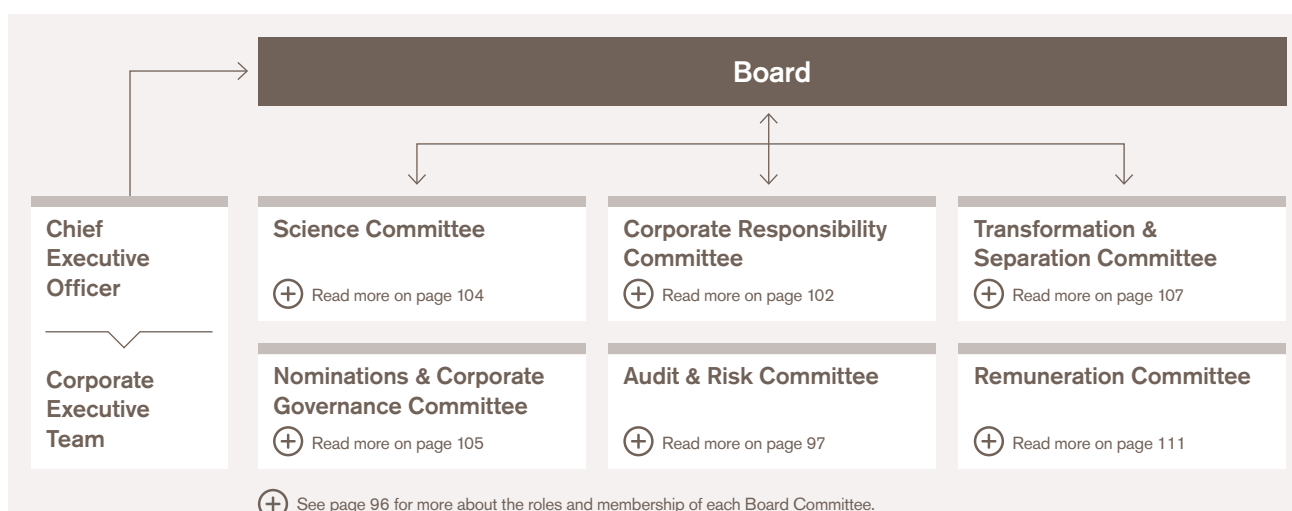 Board
Chief
Executive
Officer
Corporate
Executive
Team
Science Committee
Read more on page 104
Corporate Responsibility
Committee
Read more on page 102
Transformation &
Separation Committee
Read more on page 107
Nominations & Corporate
Governance Committee
Read more on page 105
Audit & Risk Committee
Read more on page 97
Remuneration Committee
Read more on page 111
See page 96 for more about the roles and membership of each Board Committee.